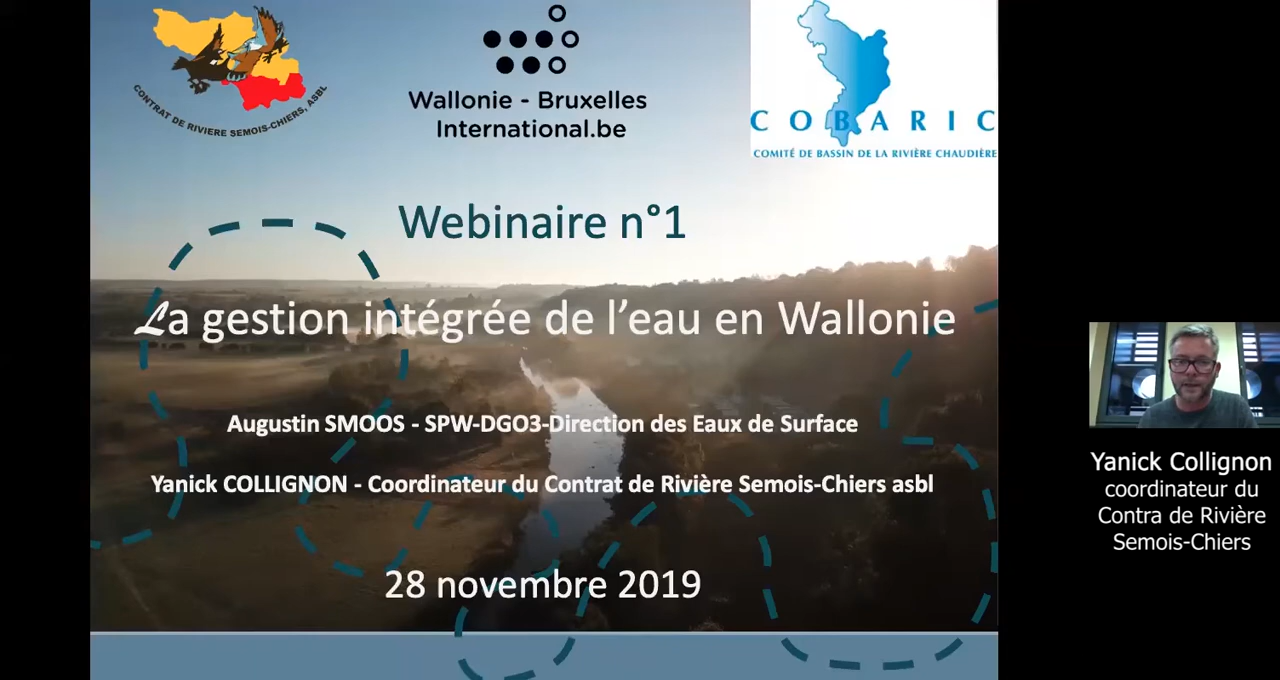 CONTRAT DE RIVIERE SEMOIS-CHIERS, ASBL
Wallonie - Bruxelles
International.be
COBARIC
COMITÉ DE BASSIN DE LA RIVIÈRE CHAUDIÈRE
Webinaire n°1
La gestion intégrée de l'eau en Wallonie
Augustin SMOOS - SPW-DGO3-Direction des Eaux de Surface
Yanick COLLIGNON - Coordinateur du Contrat de Rivière Semois-Chiers asbl
28 novembre 2019
Yanick Collignon
coordinateur du
Contra de Rivière
Semois-Chiers